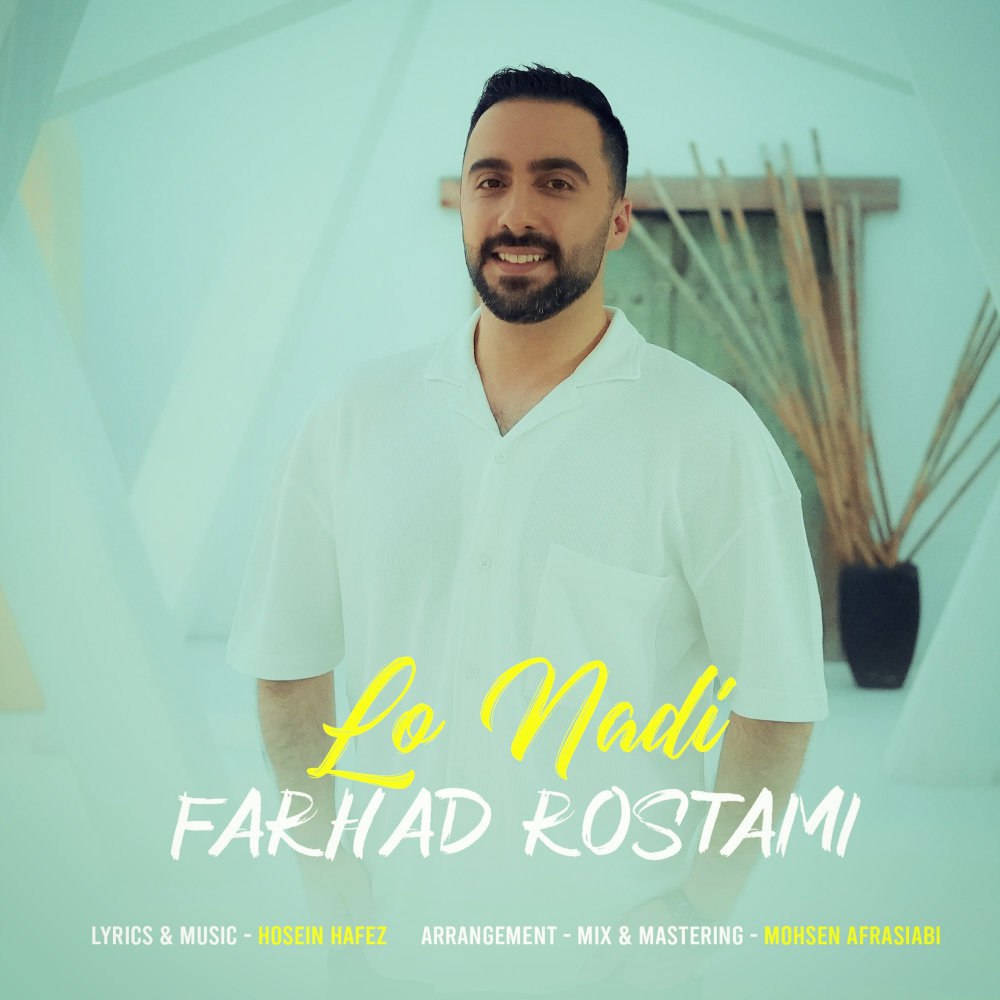 Lo Nadi
FARHAD ROSTAMI
LYRICS & MUSIC - HOSEIN HAFEZ ARRANGEMENT - MIX & MASTERING - MOHSEN AFRASIABI